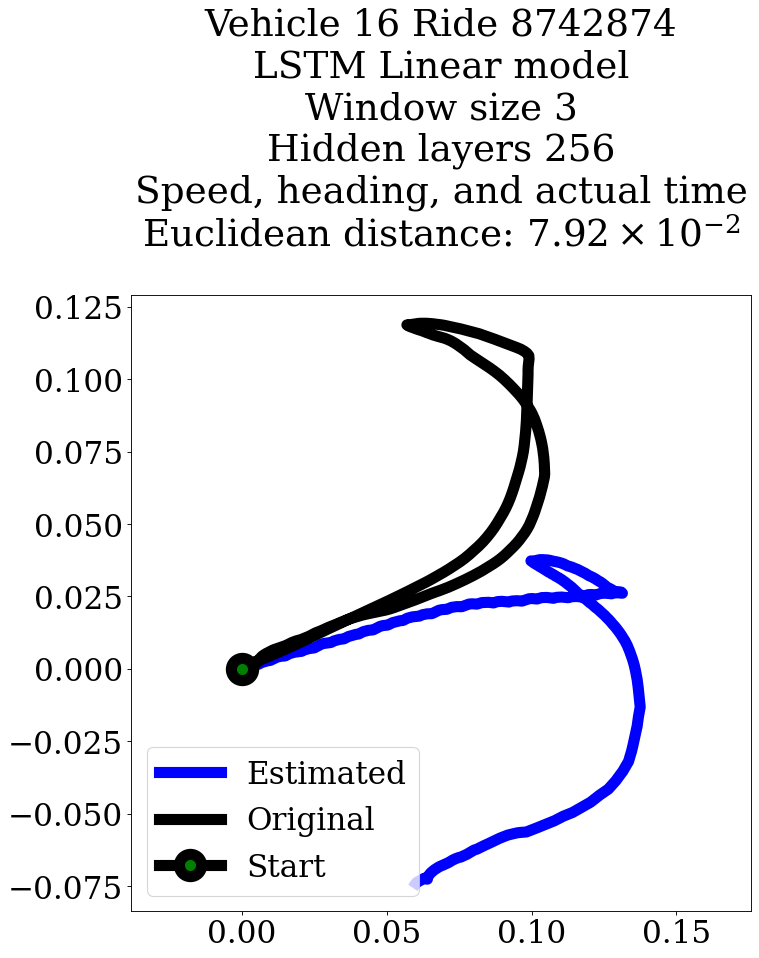 Vehicle 16 Ride 8742874
LSTM Linear model
Window size 3
Hidden layers 256
Speed, heading, and actual time
Euclidean distance: 7.92 × 10⁻²
0.125
0.100
0.075
0.050
0.025
0.000
−0.025
−0.050
−0.075
Estimated
Original
Start
0.00 0.05 0.10 0.15